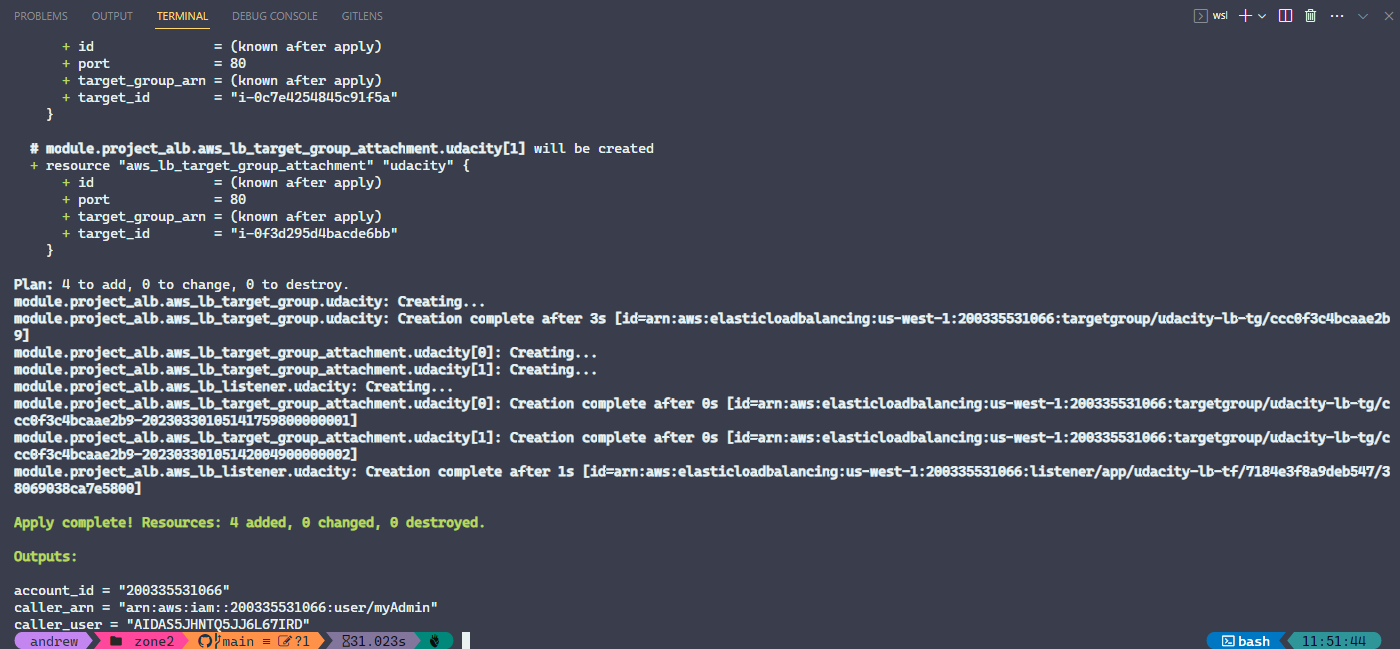 PROBLEMS OUTPUT TERMINAL DEBUG CONSOLE GITLENS wsl
+ id = (known after apply)
+ port = 80
+ target_group_arn = (known after apply)
+ target_id = "i-0c7e4254845c91f5a"
}
# module.project_alb.aws_lb_target_group_attachment.udacity[1] will be created
+ resource "aws_lb_target_group_attachment" "udacity" {
+ id = (known after apply)
+ port = 80
+ target_group_arn = (known after apply)
+ target_id = "i-0f3d295d4bacde6bb"
}
Plan: 4 to add, 0 to change, 0 to destroy.
module.project_alb.aws_lb_target_group.udacity: Creating...
module.project_alb.aws_lb_target_group.udacity: Creation complete after 3s [id=arn:aws:elasticloadbalancing:us-west-1:200335531066:targetgroup/udacity-lb-tg/ccc0f3c4bcaae2b
9]
module.project_alb.aws_lb_target_group_attachment.udacity[0]: Creating...
module.project_alb.aws_lb_target_group_attachment.udacity[1]: Creating...
module.project_alb.aws_lb_listener.udacity: Creating...
module.project_alb.aws_lb_target_group_attachment.udacity[0]: Creation complete after 0s [id=arn:aws:elasticloadbalancing:us-west-1:200335531066:targetgroup/udacity-lb-tg/c
cc0f3c4bcaae2b9-20230330105141759800000001]
module.project_alb.aws_lb_target_group_attachment.udacity[1]: Creation complete after 0s [id=arn:aws:elasticloadbalancing:us-west-1:200335531066:targetgroup/udacity-lb-tg/c
cc0f3c4bcaae2b9-20230330105142004900000002]
module.project_alb.aws_lb_listener.udacity: Creation complete after 1s [id=arn:aws:elasticloadbalancing:us-west-1:200335531066:listener/app/udacity-lb-tf/7184e3f8a9deb547/3
8069038ca7e5800]
Apply complete! Resources: 4 added, 0 changed, 0 destroyed.
Outputs:
account_id = "200335531066"
caller_arn = "arn:aws:iam::200335531066:user/myAdmin"
caller_user = "AIDAS5JHNTQ5JJ6L67IRD"
andrew zone2 main ≡ ?1 31.023s bash 11:51:44